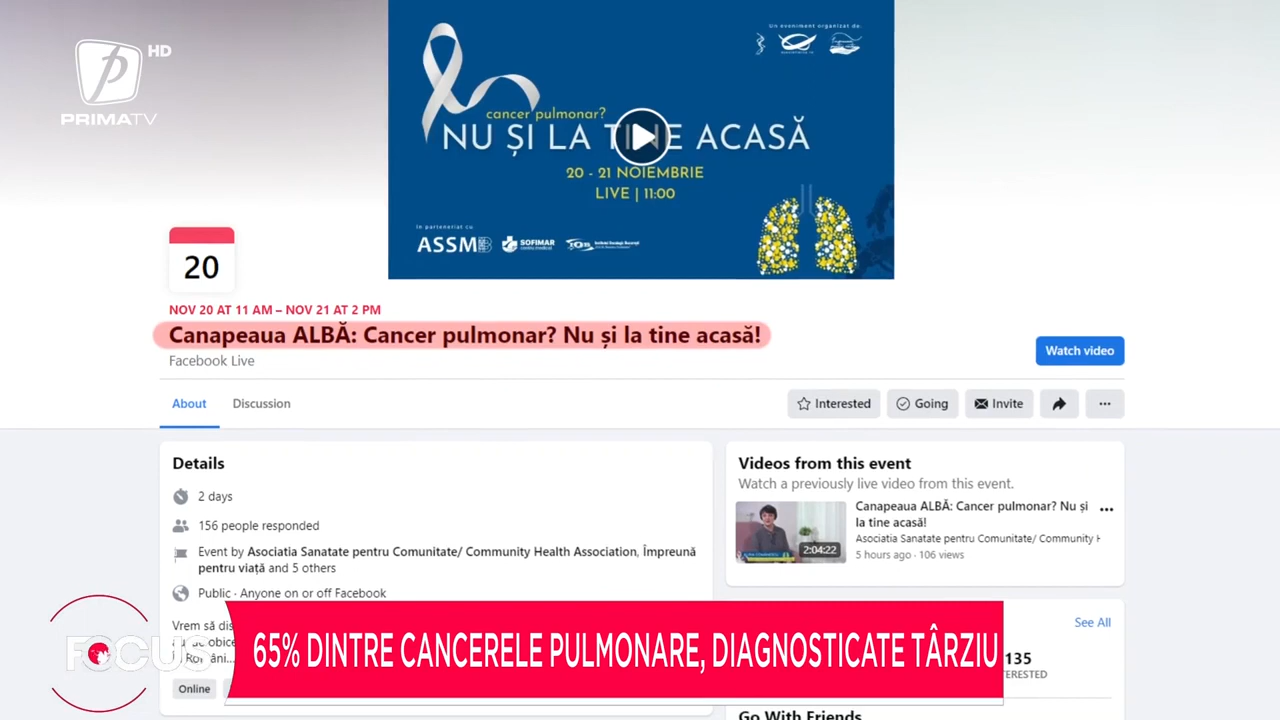 HD
PRIMATV
Un eveniment organizat de:
cancer pulmonar?
NU ȘI LA TINE ACASĂ
20 - 21 NOIEMBRIE
LIVE | 11:00
în parteneriat cu
ASSMB
SOFIMAR
centru medical
IOB
20
NOV 20 AT 11 AM – NOV 21 AT 2 PM
Canapeaua ALBĂ: Cancer pulmonar? Nu și la tine acasă!
Facebook Live
Watch video
About
Discussion
Interested
Going
Invite
Details
2 days
156 people responded
Event by Asociatia Sanatate pentru Comunitate/ Community Health Association, Împreună
pentru viață and 5 others
Public · Anyone on or off Facebook
Vrem să dis
Online
Videos from this event
Watch a previously live video from this event.
Canapeaua ALBĂ: Cancer pulmonar? Nu și
la tine acasă!
Asociatia Sanatate pentru Comunitate/ Community H
5 hours ago · 106 views
2:04:22
See All
135
Go With Friends
FOCUS
65% DINTRE CANCERELE PULMONARE, DIAGNOSTICATE TÂRZIU